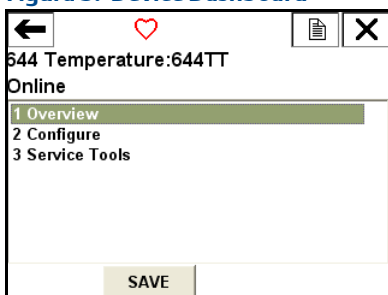 644 Temperature:644TT
Online
1 Overview
2 Configure
3 Service Tools
SAVE